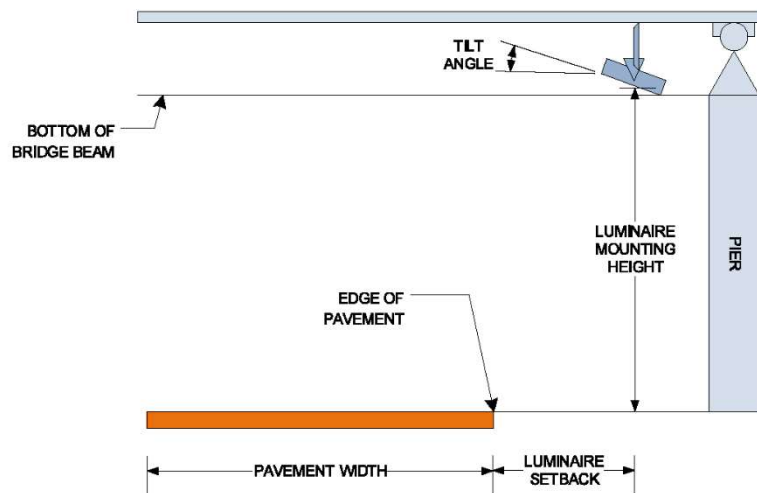 TILT
ANGLE
BOTTOM OF
BRIDGE BEAM
LUMINAIRE
MOUNTING
HEIGHT
PIER
EDGE OF
PAVEMENT
PAVEMENT WIDTH
LUMINAIRE
SETBACK